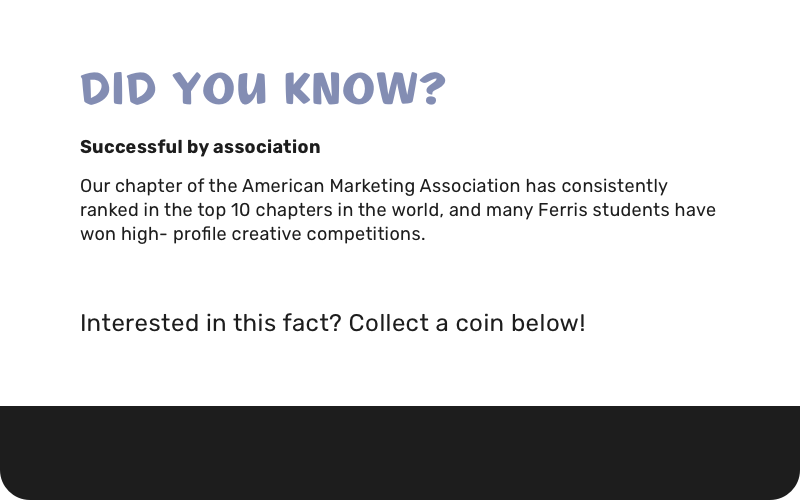 DID YOU KNOW?
Successful by association
Our chapter of the American Marketing Association has consistently
ranked in the top 10 chapters in the world, and many Ferris students have
won high- profile creative competitions.
Interested in this fact? Collect a coin below!